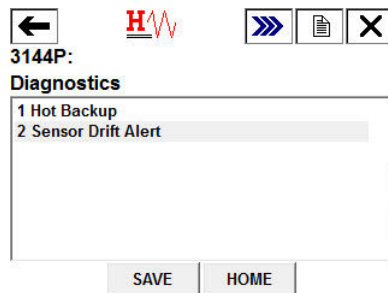 H
3144P:
Diagnostics
1 Hot Backup
2 Sensor Drift Alert
SAVE HOME